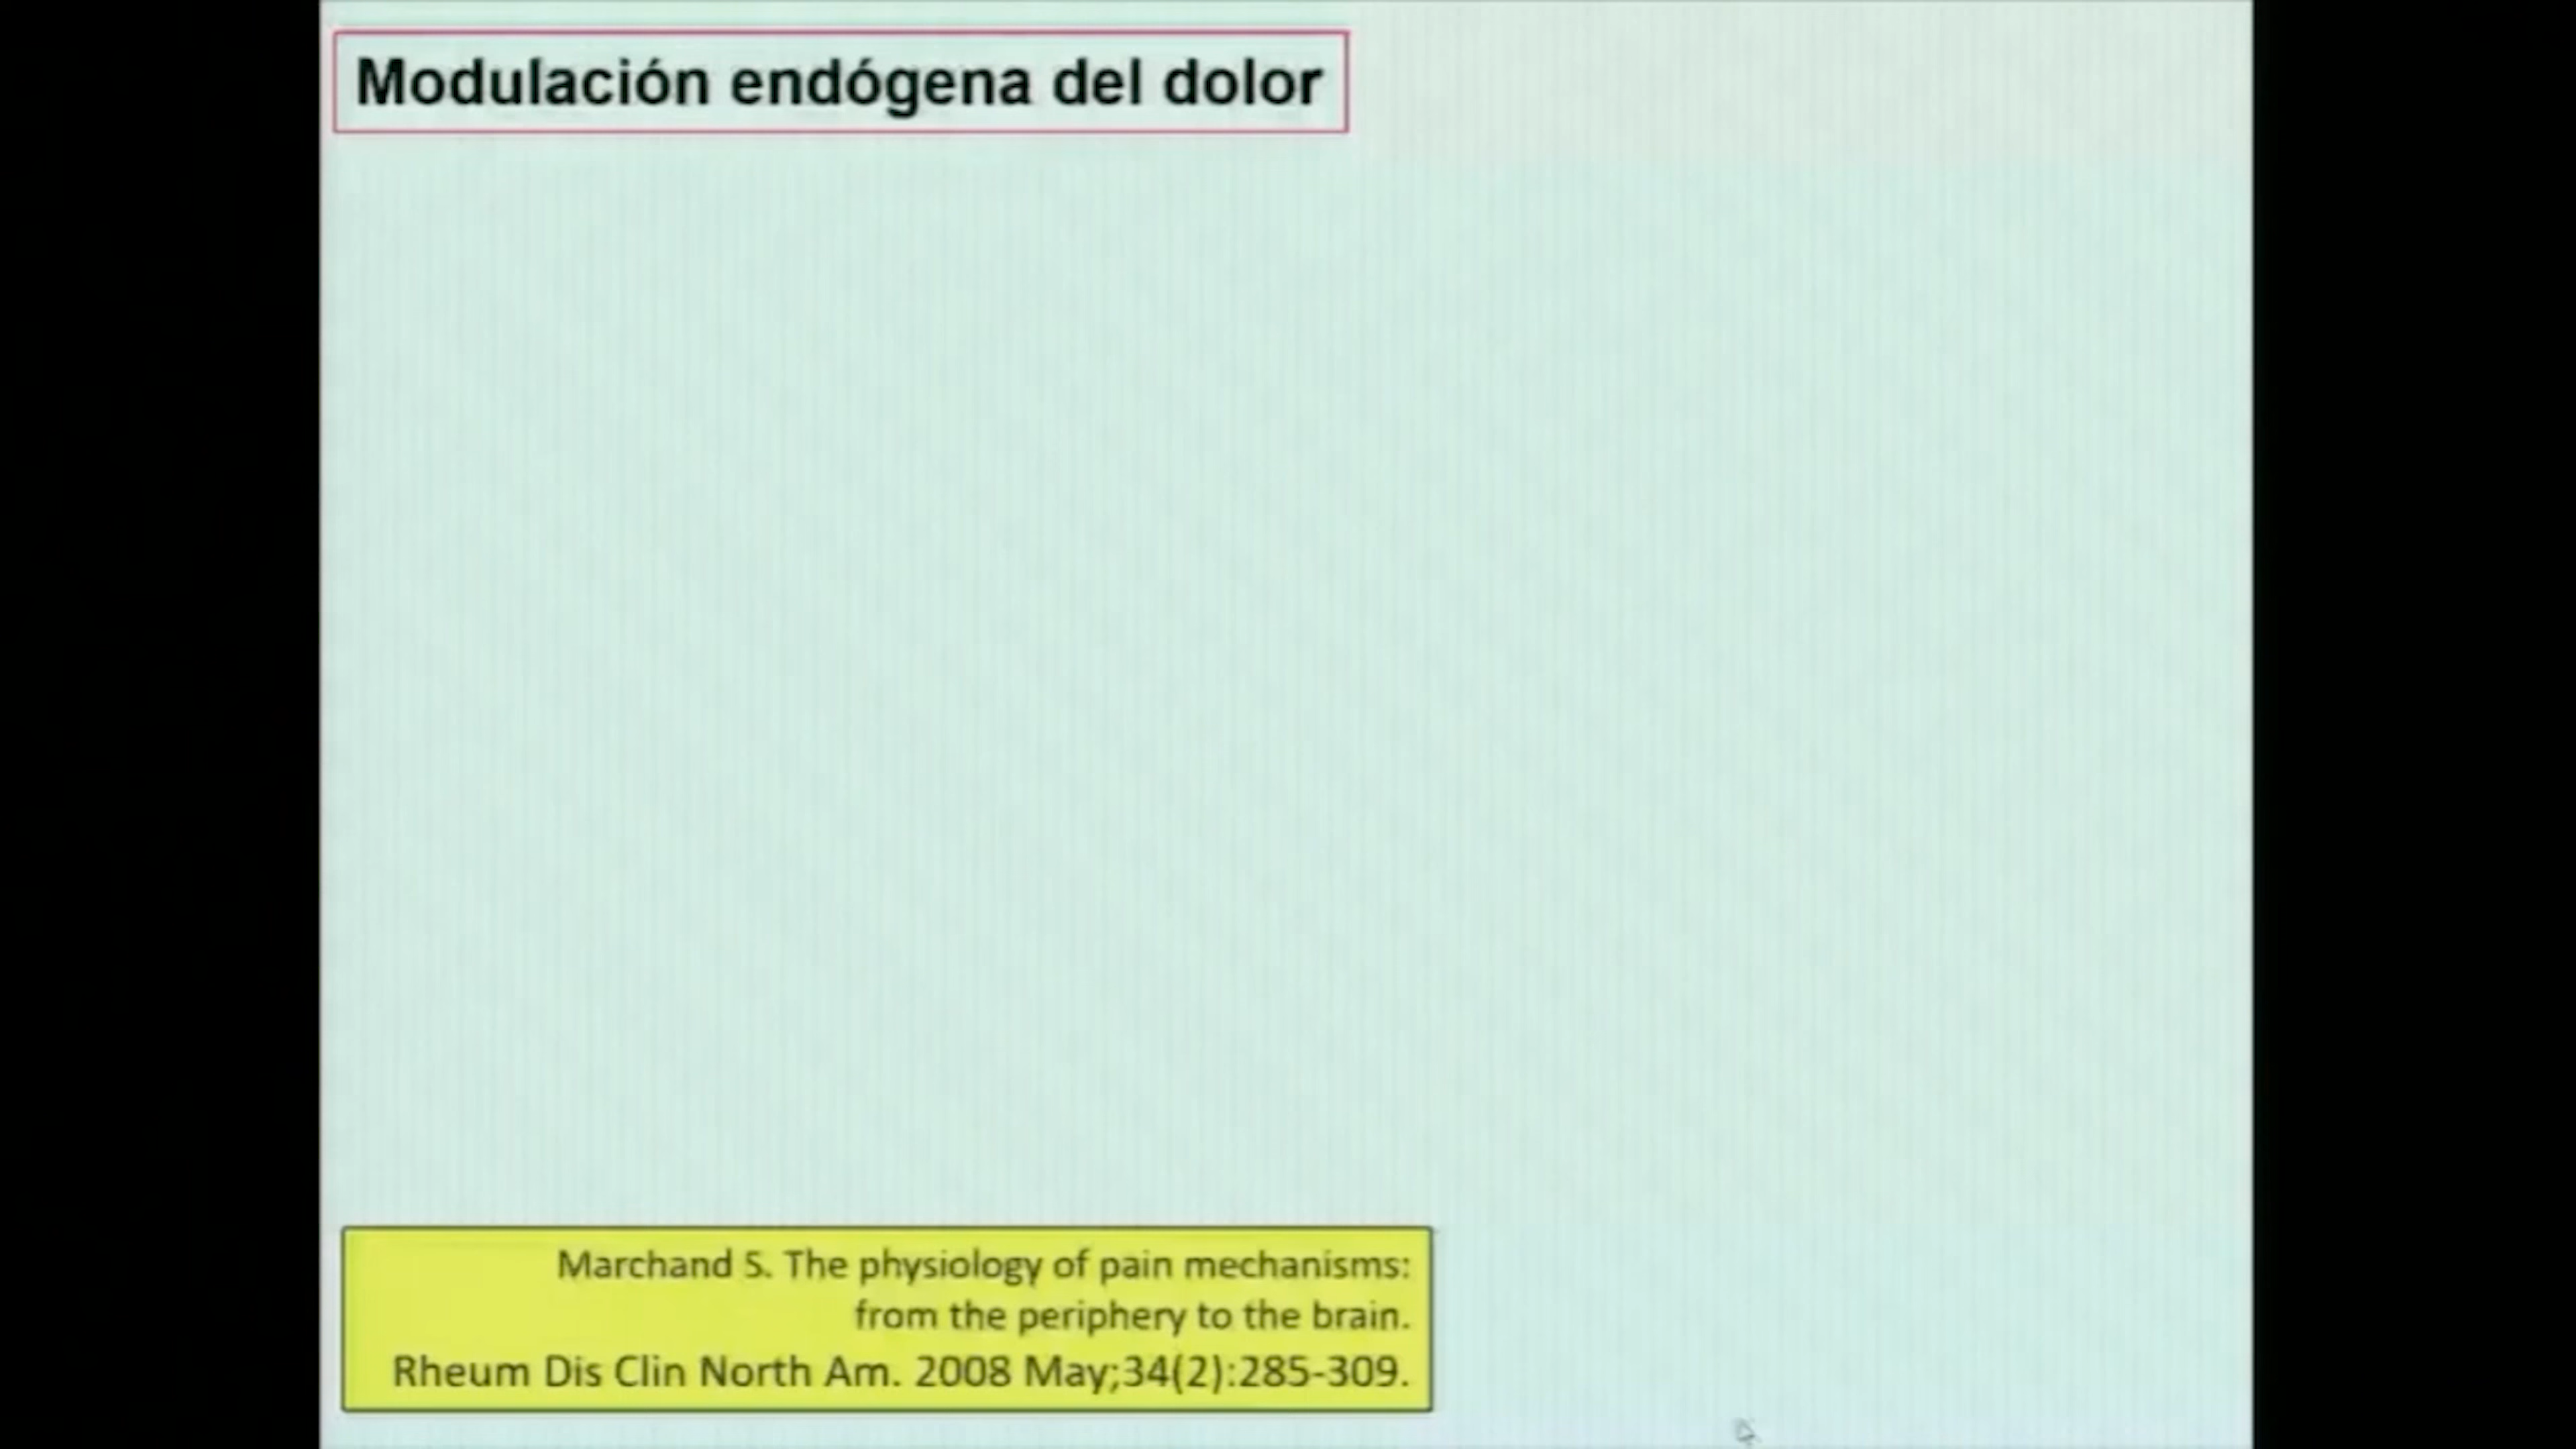 Modulación endógena del dolor
Marchand S. The physiology of pain mechanisms:
from the periphery to the brain.
Rheum Dis Clin North Am. 2008 May;34(2):285-309.